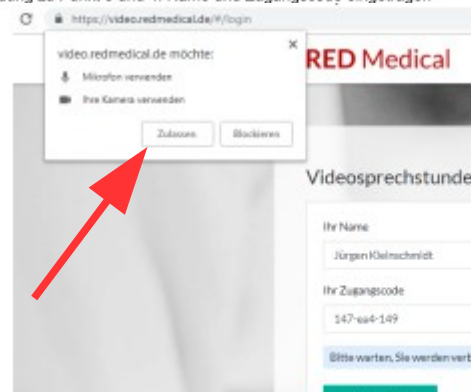 https://video.redmedical.de/#/login
video.redmedical.de möchte:
Mikrofon verwenden
Ihre Kamera verwenden
Zulassen
Blockieren
RED Medical
Videosprechstunde
Ihr Name
Jürgen Kleinschmidt
Ihr Zugangscode
147-ea4-149
Bitte warten, Sie werden verb